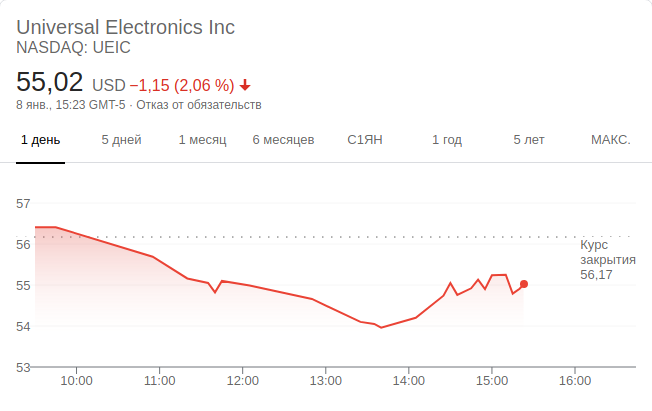 Universal Electronics Inc
NASDAQ: UEIC
55,02 USD −1,15 (2,06 %)
8 янв., 15:23 GMT-5 · Отказ от обязательств
1 день 5 дней 1 месяц 6 месяцев С1ЯН 1 год 5 лет МАКС.
57
56
55
54
53
Курс
закрытия
56,17
10:00 11:00 12:00 13:00 14:00 15:00 16:00